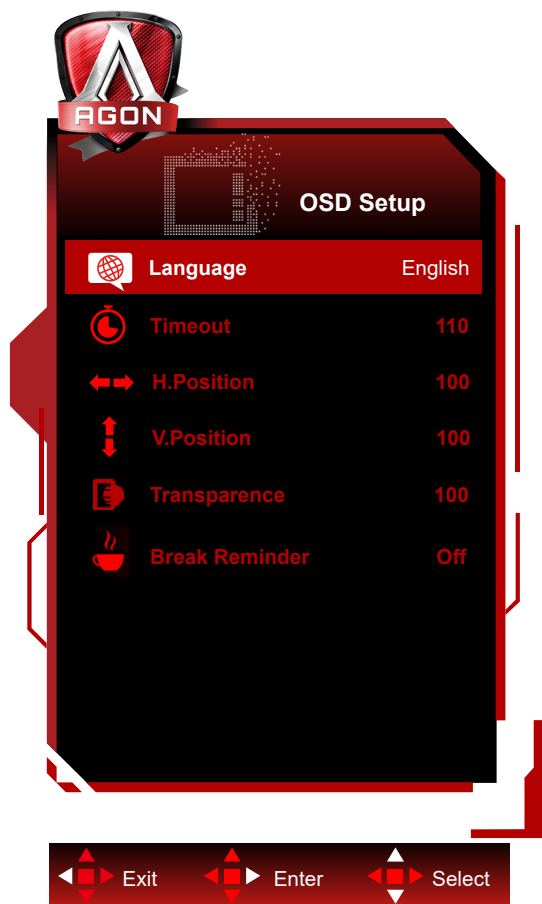 AGON
OSD Setup
Language English
Timeout 110
H.Position 100
V.Position 100
Transparence 100
Break Reminder Off
Exit Enter Select